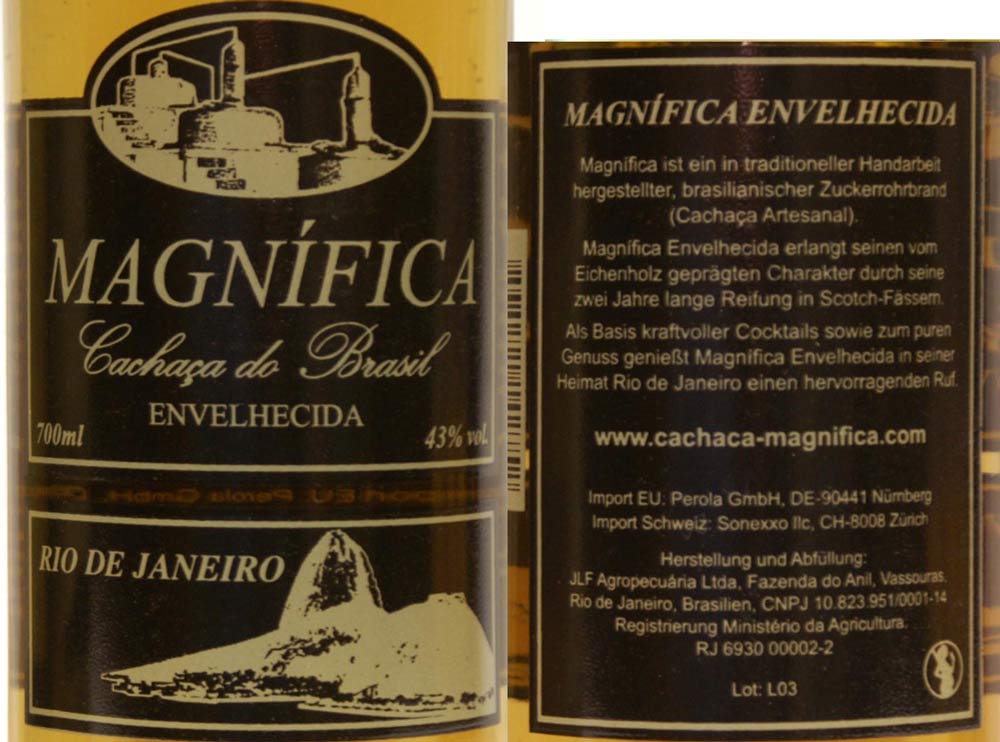 MAGNÍFICA
Cachaça do Brasil
ENVELHECIDA
700ml 43% vol.
RIO DE JANEIRO
MAGNÍFICA ENVELHECIDA
Magnífica ist ein in traditioneller Handarbeit
hergestellter, brasilianischer Zuckerrohrbrand
(Cachaça Artesanal).
Magnífica Envelhecida erlangt seinen vom
Eichenholz geprägten Charakter durch seine
zwei Jahre lange Reifung in Scotch-Fässern.
Als Basis kraftvoller Cocktails sowie zum puren
Genuss genießt Magnífica Envelhecida in seiner
Heimat Rio de Janeiro einen hervorragenden Ruf.
www.cachaca-magnifica.com
Import EU: Perola GmbH, DE-90441 Nürnberg
Import Schweiz: Sonexxo llc, CH-8008 Zürich
Herstellung und Abfüllung:
JLF Agropecuária Ltda, Fazenda do Anil, Vassouras,
Rio de Janeiro, Brasilien, CNPJ 10.823.951/0001-14
Registrierung Ministério da Agricultura:
RJ 6930 00002-2
Lot: L03